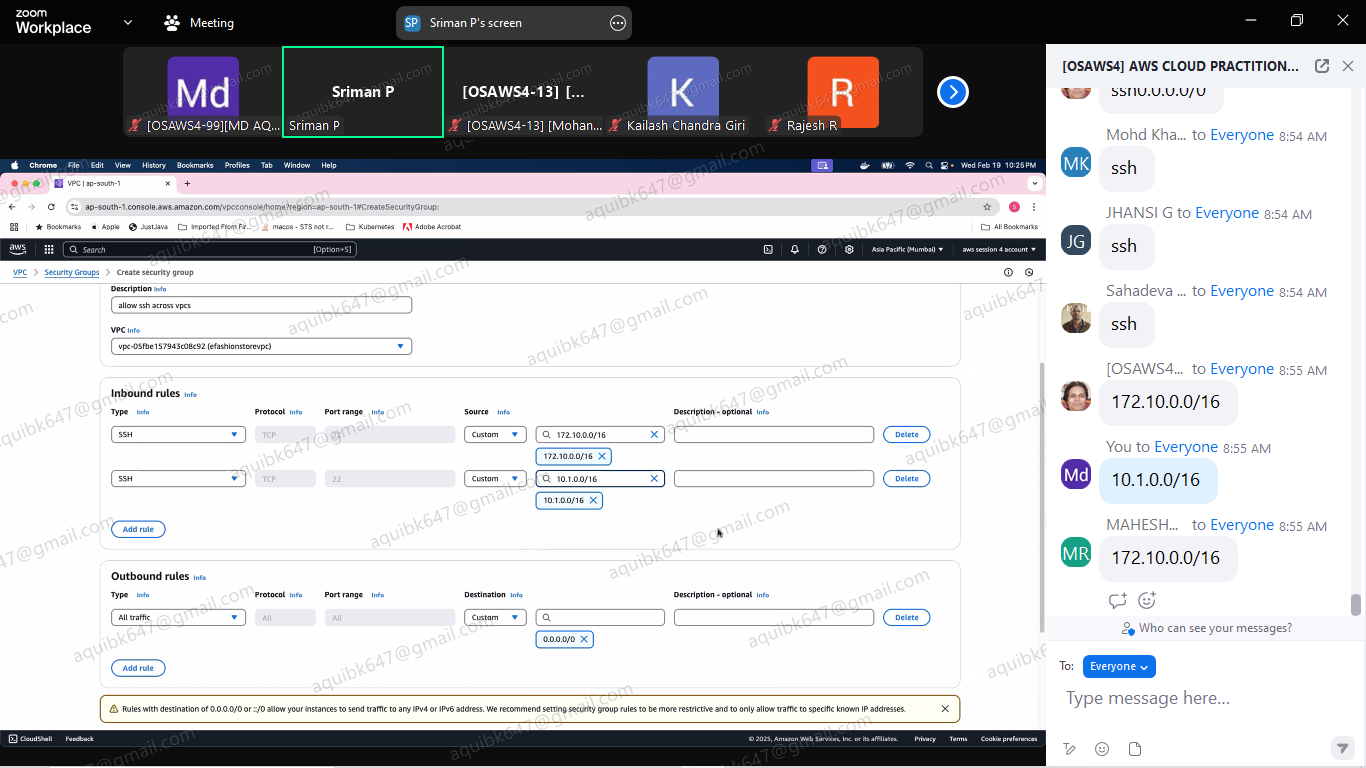 zoom
Workplace
Meeting
SP Sriman P's screen
Md
[OSAWS4-99][MD AQ...
Sriman P
Sriman P
[OSAWS4-13] [...
[OSAWS4-13] [Mohan...
K
Kailash Chandra Giri
R
Rajesh R
Chrome File Edit View History Bookmarks Profiles Tab Window Help
Wed Feb 19 10:25 PM
VPC | ap-south-1
ap-south-1.console.aws.amazon.com/vpcconsole/home?region=ap-south-1#CreateSecurityGroup:
Bookmarks Apple JustJava Imported From Fir... macos - STS not r... Kubernetes Adobe Acrobat All Bookmarks
aws Search [Option+S] Asia Pacific (Mumbai) aws session 4 account
VPC > Security Groups > Create security group
Description Info
allow ssh across vpcs
VPC Info
vpc-05fbe157943c08c92 (efashionstorevpc)
Inbound rules Info
Type Info Protocol Info Port range Info Source Info Description - optional Info
SSH TCP 22 Custom 172.10.0.0/16 Delete
172.10.0.0/16
SSH TCP 22 Custom 10.1.0.0/16 Delete
10.1.0.0/16
Add rule
Outbound rules Info
Type Info Protocol Info Port range Info Destination Info Description - optional Info
All traffic All All Custom Delete
0.0.0.0/0
Add rule
Rules with destination of 0.0.0.0/0 or ::/0 allow your instances to send traffic to any IPv4 or IPv6 address. We recommend setting security group rules to be more restrictive and to only allow traffic to specific known IP addresses.
CloudShell Feedback © 2025, Amazon Web Services, Inc. or its affiliates. Privacy Terms Cookie preferences
aquibk647@gmail.com
[OSAWS4] AWS CLOUD PRACTITION...
ssh0.0.0.0/0
Mohd Kha... to Everyone 8:54 AM
MK
ssh
JHANSI G to Everyone 8:54 AM
JG
ssh
Sahadeva ... to Everyone 8:54 AM
ssh
[OSAWS4... to Everyone 8:55 AM
172.10.0.0/16
You to Everyone 8:55 AM
Md
10.1.0.0/16
MAHESH... to Everyone 8:55 AM
MR
172.10.0.0/16
Who can see your messages?
To: Everyone
Type message here...